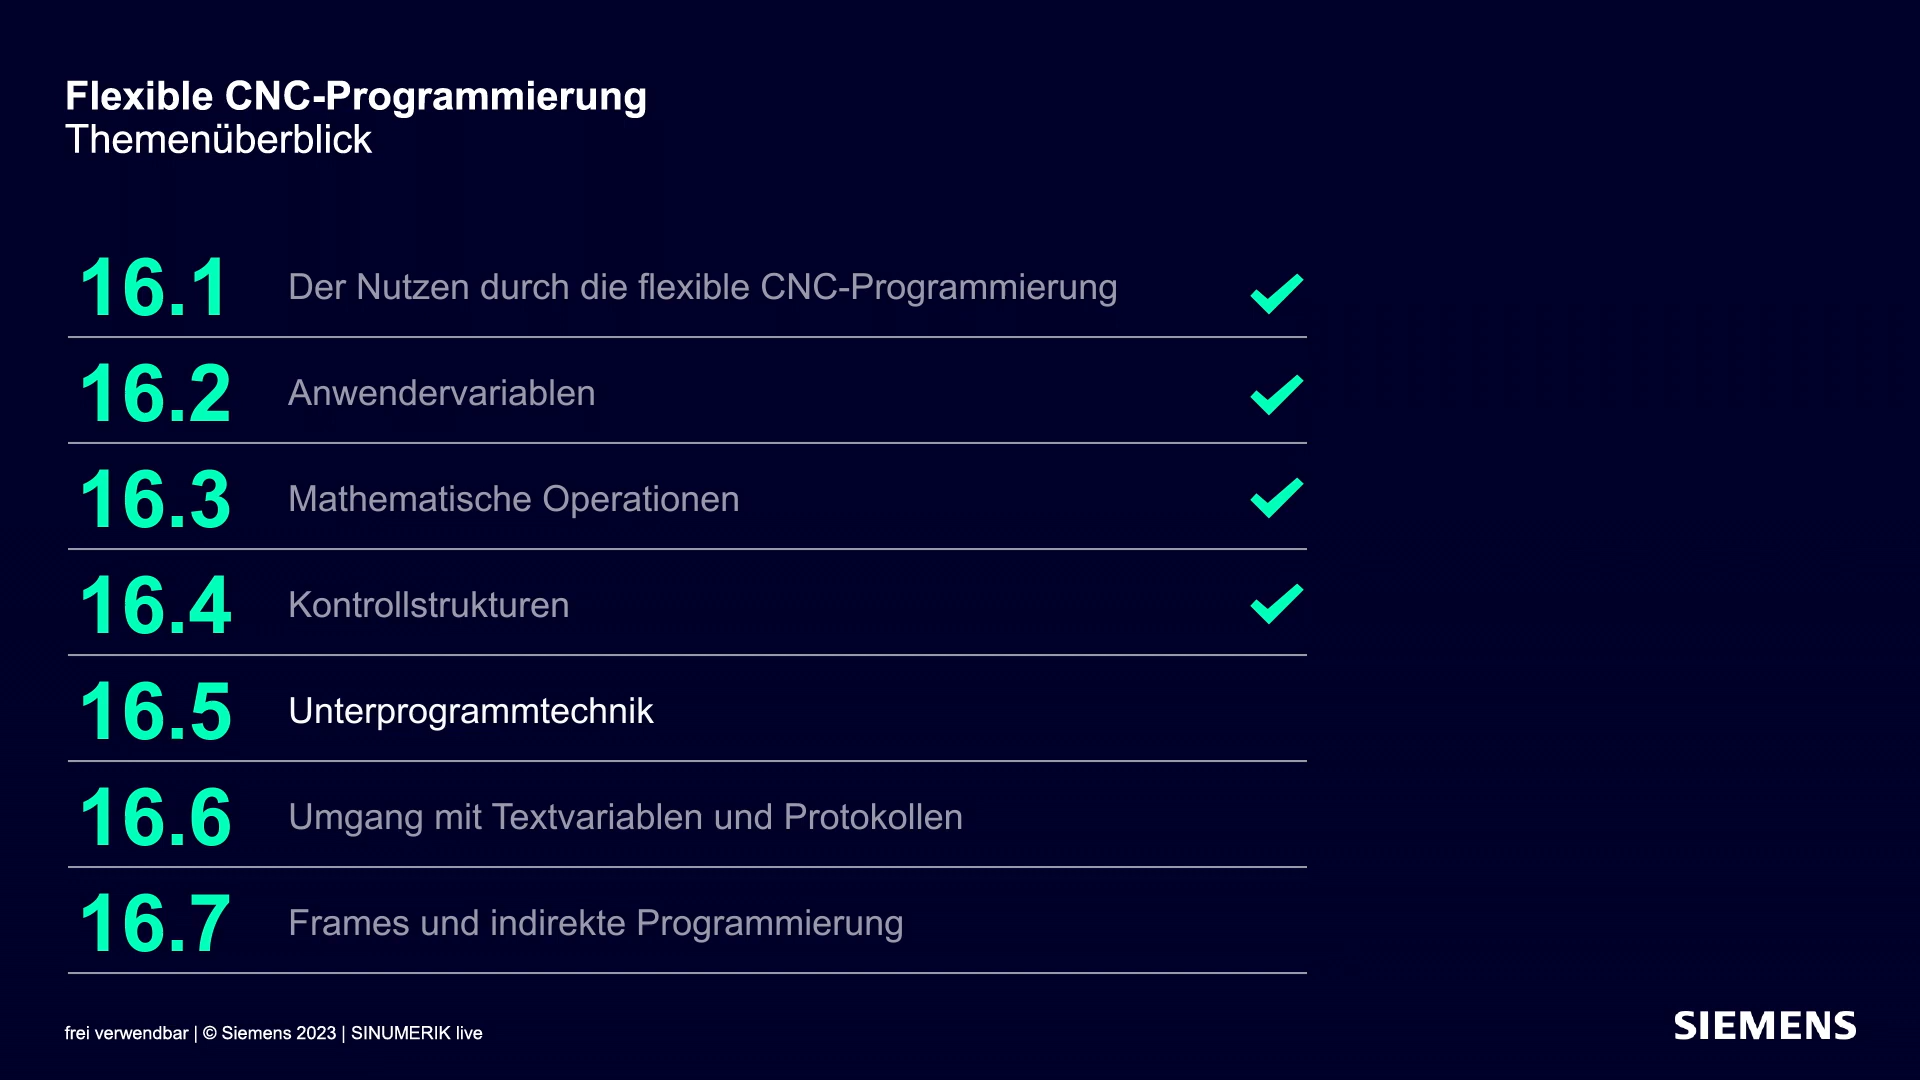 Flexible CNC-Programmierung
Themenüberblick
16.1 Der Nutzen durch die flexible CNC-Programmierung
16.2 Anwendervariablen
16.3 Mathematische Operationen
16.4 Kontrollstrukturen
16.5 Unterprogrammtechnik
16.6 Umgang mit Textvariablen und Protokollen
16.7 Frames und indirekte Programmierung
frei verwendbar | © Siemens 2023 | SINUMERIK live
SIEMENS